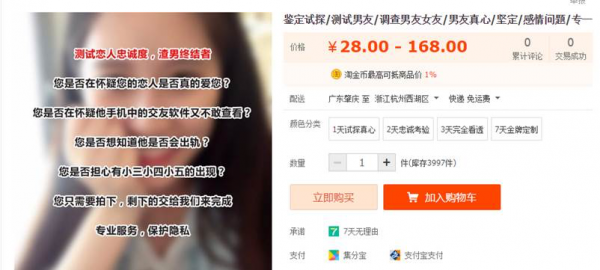 测试恋人忠诚度，渣男终结者
您是否在怀疑您的恋人是否真的爱您？
您是否在怀疑他手机中的交友软件又不敢查看？
您是否想知道他是否会出轨？
您是否担心有小三小四小五的出现？
您只需要拍下，剩下的交给我们来完成
专业服务，保护隐私
鉴定试探/测试男友/调查男友女友/男友真心/坚定/感情问题/专一
价格 ¥28.00 - 168.00
0 累计评论
0 交易成功
淘金币最高可抵商品价 1%
配送 广东肇庆 至 浙江杭州西湖区 快递 免运费
颜色分类 1天试探真心 2天忠诚考验 3天完全看透 7天金牌定制
数量 1 件(库存3997件)
立即购买 加入购物车
承诺 7 7天无理由
支付 集分宝 支付宝支付